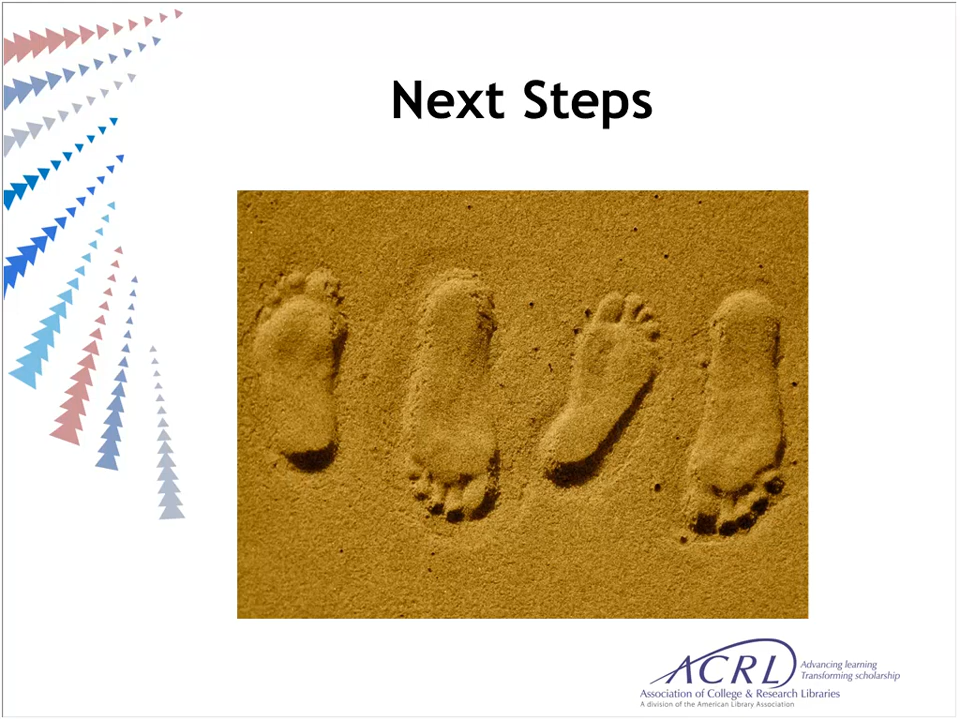 Next Steps
ACRL
Advancing learning
Transforming scholarship
Association of College & Research Libraries
A division of the American Library Association